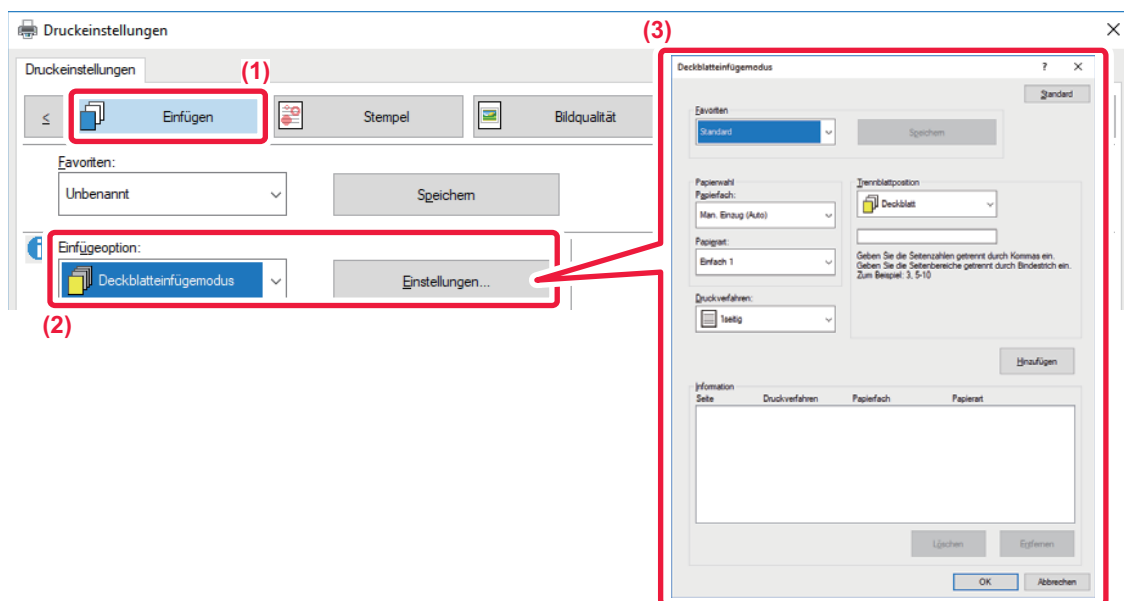 Druckeinstellungen
(1)
Druckeinstellungen
≤
Einfügen
Stempel
Bildqualität
Favoriten:
Unbenannt
Speichern
Einfügeoption:
Deckblatteinfügemodus
Einstellungen...
(2)
(3)
Deckblatteinfügemodus
?
Standard
Favoriten
Standard
Speichern
Papierwahl
Papierfach:
Man. Einzug (Auto)
Papierart:
Einfach 1
Druckverfahren:
1seitig
Trennblattposition
Deckblatt
Geben Sie die Seitenzahlen getrennt durch Kommas ein.
Geben Sie die Seitenbereiche getrennt durch Bindestrich ein.
Zum Beispiel: 3, 5-10
Hinzufügen
Information
Seite Druckverfahren Papierfach Papierart
Löschen
Entfernen
OK
Abbrechen